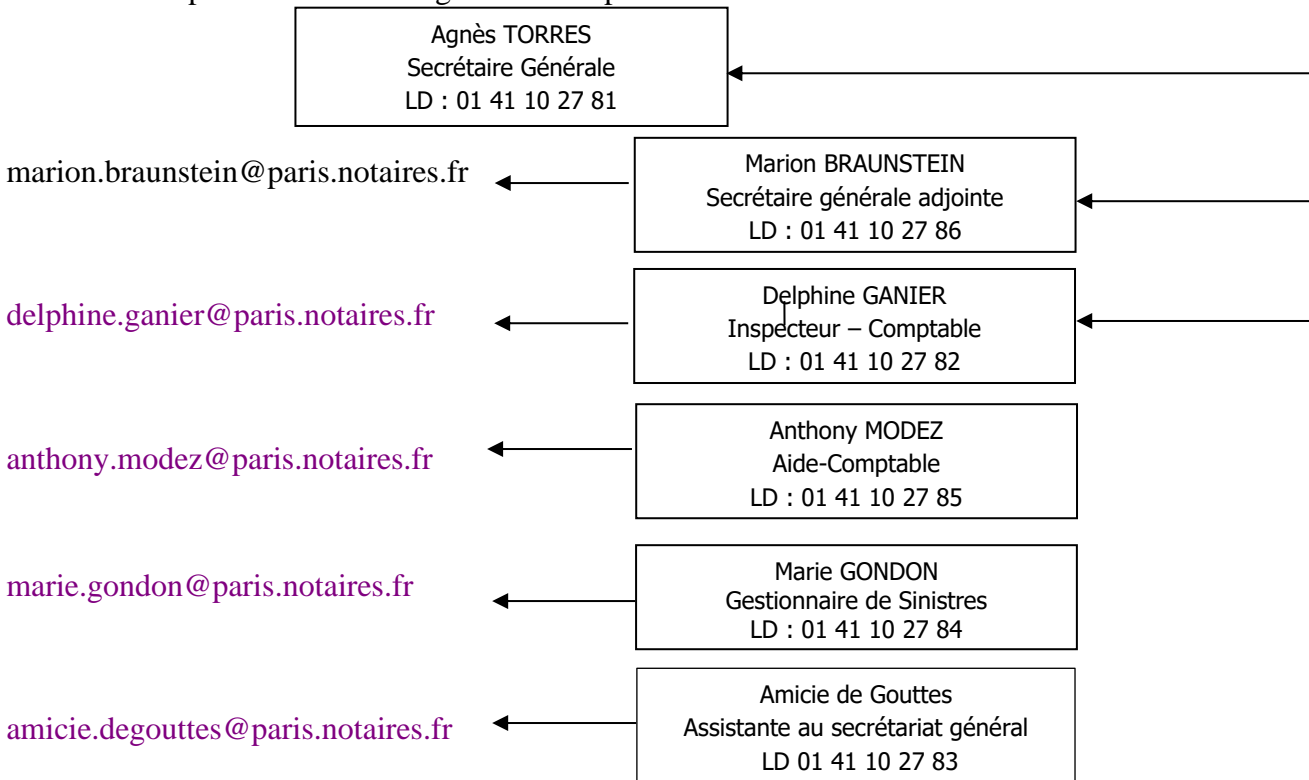 Agnès TORRES
Secrétaire Générale
LD : 01 41 10 27 81
marion.braunstein@paris.notaires.fr
Marion BRAUNSTEIN
Secrétaire générale adjointe
LD : 01 41 10 27 86
delphine.ganier@paris.notaires.fr
Delphine GANIER
Inspecteur – Comptable
LD : 01 41 10 27 82
anthony.modez@paris.notaires.fr
Anthony MODEZ
Aide-Comptable
LD : 01 41 10 27 85
marie.gondon@paris.notaires.fr
Marie GONDON
Gestionnaire de Sinistres
LD : 01 41 10 27 84
amicie.degouttes@paris.notaires.fr
Amicie de Gouttes
Assistante au secrétariat général
LD 01 41 10 27 83